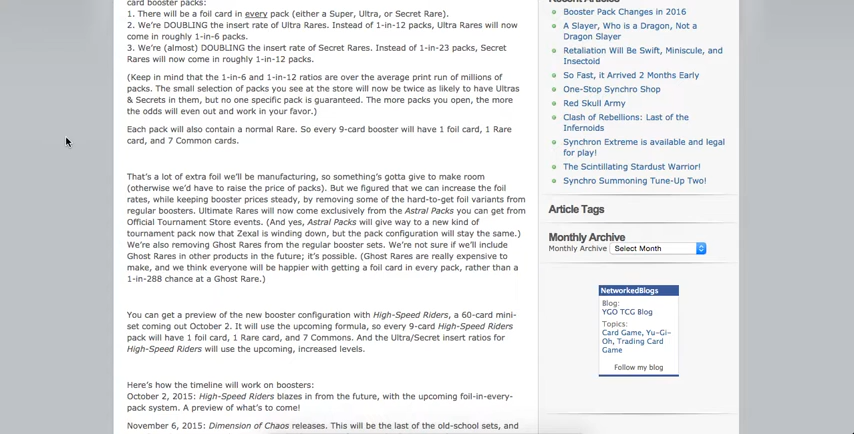 card booster packs:
1. There will be a foil card in every pack (either a Super, Ultra, or Secret Rare).
2. We're DOUBLING the insert rate of Ultra Rares. Instead of 1-in-12 packs, Ultra Rares will now
come in roughly 1-in-6 packs.
3. We're (almost) DOUBLING the insert rate of Secret Rares. Instead of 1-in-23 packs, Secret
Rares will now come in roughly 1-in-12 packs.
(Keep in mind that the 1-in-6 and 1-in-12 ratios are over the average print run of millions of
packs. The small selection of packs you see at the store will now be twice as likely to have Ultras
& Secrets in them, but no one specific pack is guaranteed. The more packs you open, the more
the odds will even out and work in your favor.)
Each pack will also contain a normal Rare. So every 9-card booster will have 1 foil card, 1 Rare
card, and 7 Common cards.
That's a lot of extra foil we'll be manufacturing, so something's gotta give to make room
(otherwise we'd have to raise the price of packs). But we figured that we can increase the foil
rates, while keeping booster prices steady, by removing some of the hard-to-get foil variants from
regular boosters. Ultimate Rares will now come exclusively from the Astral Packs you can get from
Official Tournament Store events. (And yes, Astral Packs will give way to a new kind of
tournament pack now that Zexal is winding down, but the pack configuration will stay the same.)
We're also removing Ghost Rares from the regular booster sets. We're not sure if we'll include
Ghost Rares in other products in the future; it's possible. (Ghost Rares are really expensive to
make, and we think everyone will be happier with getting a foil card in every pack, rather than a
1-in-288 chance at a Ghost Rare.)
You can get a preview of the new booster configuration with High-Speed Riders, a 60-card mini-
set coming out October 2. It will use the upcoming formula, so every 9-card High-Speed Riders
pack will have 1 foil card, 1 Rare card, and 7 Commons. And the Ultra/Secret insert ratios for
High-Speed Riders will use the upcoming, increased levels.
Here's how the timeline will work on boosters:
October 2, 2015: High-Speed Riders blazes in from the future, with the upcoming foil-in-every-
pack system. A preview of what's to come!
November 6, 2015: Dimension of Chaos releases. This will be the last of the old-school sets, and
Recent Articles
Booster Pack Changes in 2016
A Slayer, Who is a Dragon, Not a
Dragon Slayer
Retaliation Will Be Swift, Miniscule, and
Insectoid
So Fast, it Arrived 2 Months Early
One-Stop Synchro Shop
Red Skull Army
Clash of Rebellions: Last of the
Infernoids
Synchron Extreme is available and legal
for play!
The Scintillating Stardust Warrior!
Synchro Summoning Tune-Up Two!
Article Tags
Monthly Archive
Monthly Archive Select Month
NetworkedBlogs
Blog:
YGO TCG Blog
Topics:
Card Game, Yu-Gi-
Oh, Trading Card
Game
Follow my blog